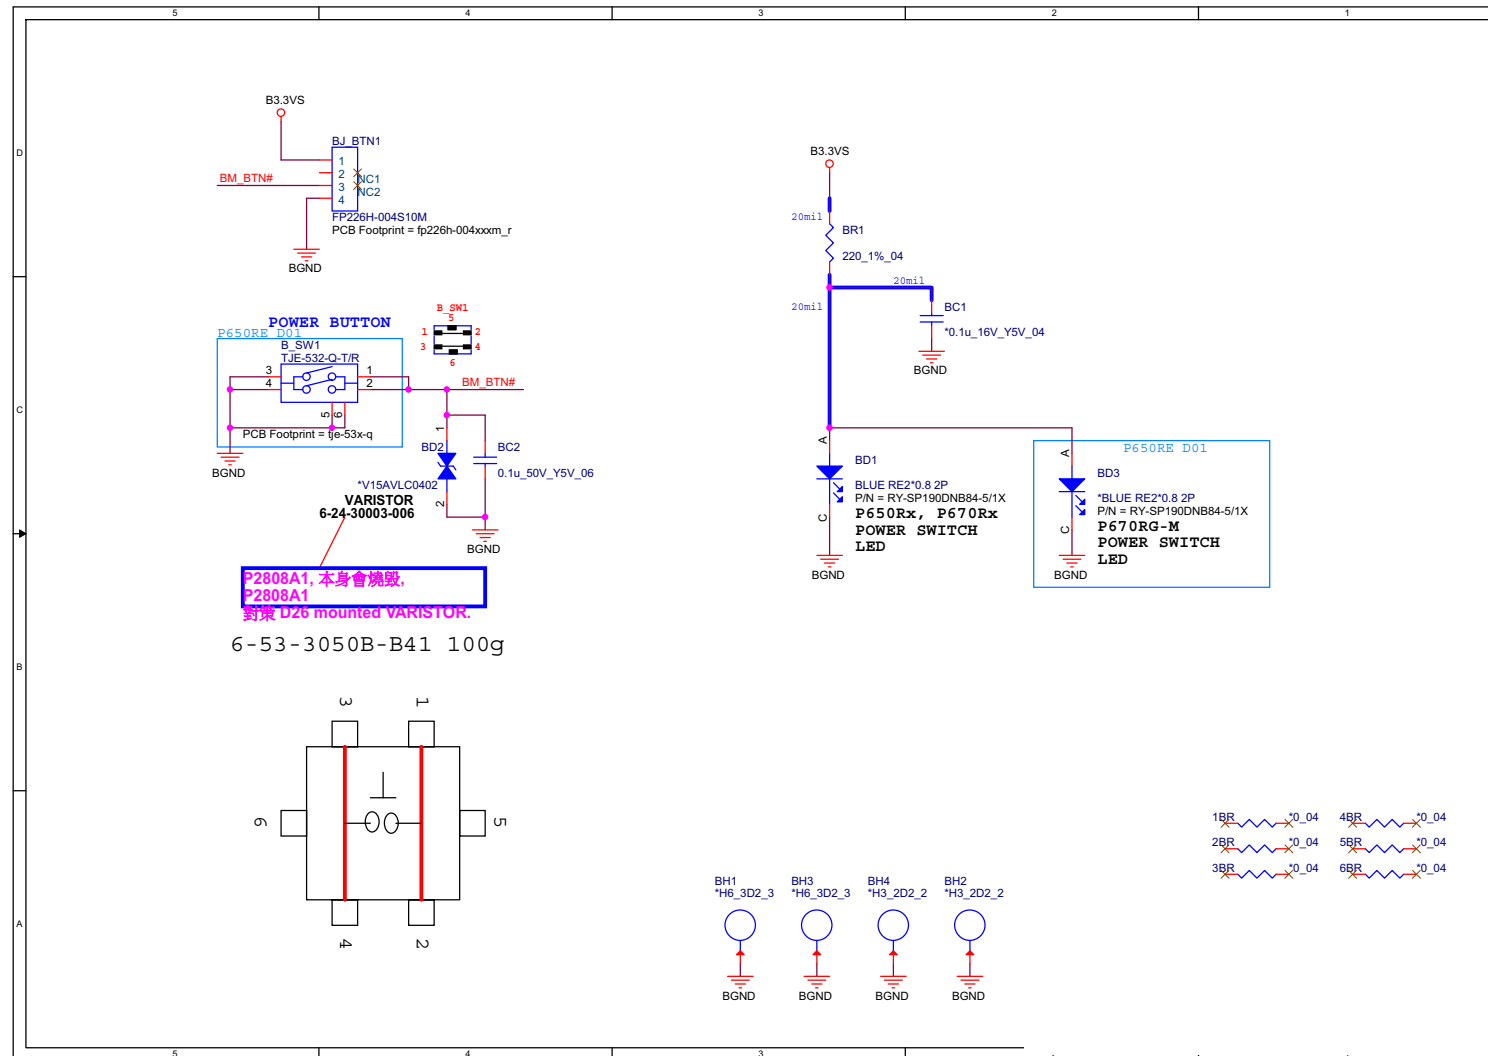 5
4
3
2
1
D
C
B
A
B3.3VS
BJ_BTN1
1
2
3
4
NC1
NC2
BM_BTN#
FP226H-004S10M
PCB Footprint = fp226h-004xxxm_r
BGND
POWER BUTTON
P650RE D01
B_SW1
TJE-532-Q-T/R
3
4
1
2
5
6
PCB Footprint = tje-53x-q
BGND
B_SW1
5
1
2
3
4
6
BM_BTN#
1
BD2
2
*V15AVLC0402
VARISTOR
6-24-30003-006
BC2
0.1u_50V_Y5V_06
BGND
P2808A1, 本身會燒毀,
P2808A1
對策 D26 mounted VARISTOR.
6-53-3050B-B41 100g
3
1
6
5
4
2
B3.3VS
20mil
BR1
220_1%_04
20mil
20mil
BC1
*0.1u_16V_Y5V_04
BGND
A
BD1
BLUE RE2*0.8 2P
P/N = RY-SP190DNB84-5/1X
C
P650Rx, P670Rx
POWER SWITCH
LED
BGND
P650RE D01
A
BD3
*BLUE RE2*0.8 2P
P/N = RY-SP190DNB84-5/1X
C
P670RG-M
POWER SWITCH
LED
BGND
BH1
*H6_3D2_3
BGND
BH3
*H6_3D2_3
BGND
BH4
*H3_2D2_2
BGND
BH2
*H3_2D2_2
BGND
1BR *0_04 4BR *0_04
2BR *0_04 5BR *0_04
3BR *0_04 6BR *0_04
5
4
3